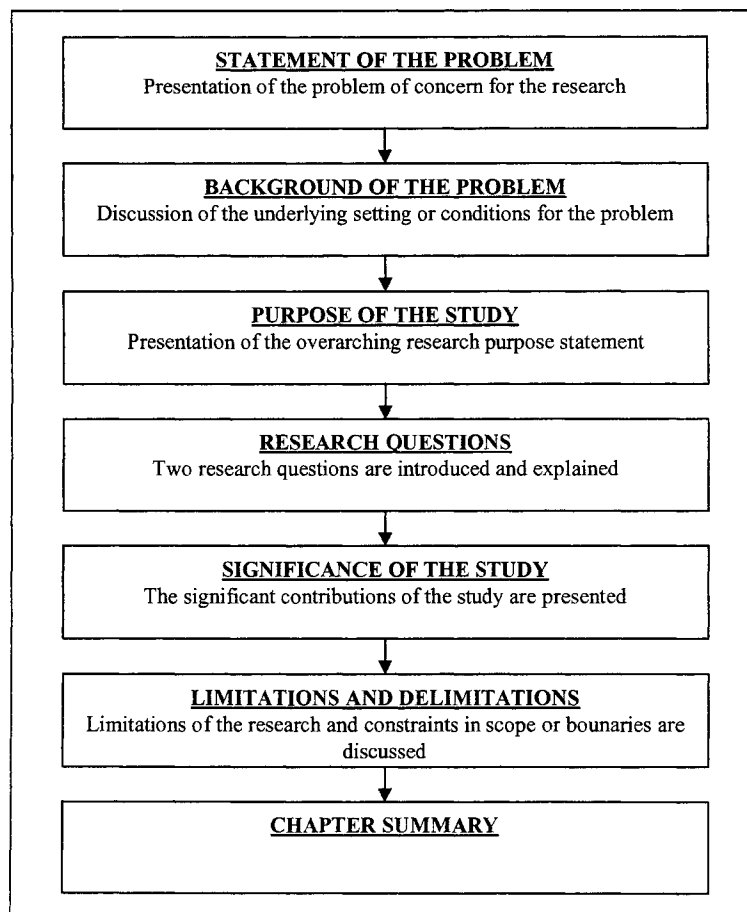 STATEMENT OF THE PROBLEM
Presentation of the problem of concern for the research
BACKGROUND OF THE PROBLEM
Discussion of the underlying setting or conditions for the problem
PURPOSE OF THE STUDY
Presentation of the overarching research purpose statement
RESEARCH QUESTIONS
Two research questions are introduced and explained
SIGNIFICANCE OF THE STUDY
The significant contributions of the study are presented
LIMITATIONS AND DELIMITATIONS
Limitations of the research and constraints in scope or bounaries are
discussed
CHAPTER SUMMARY